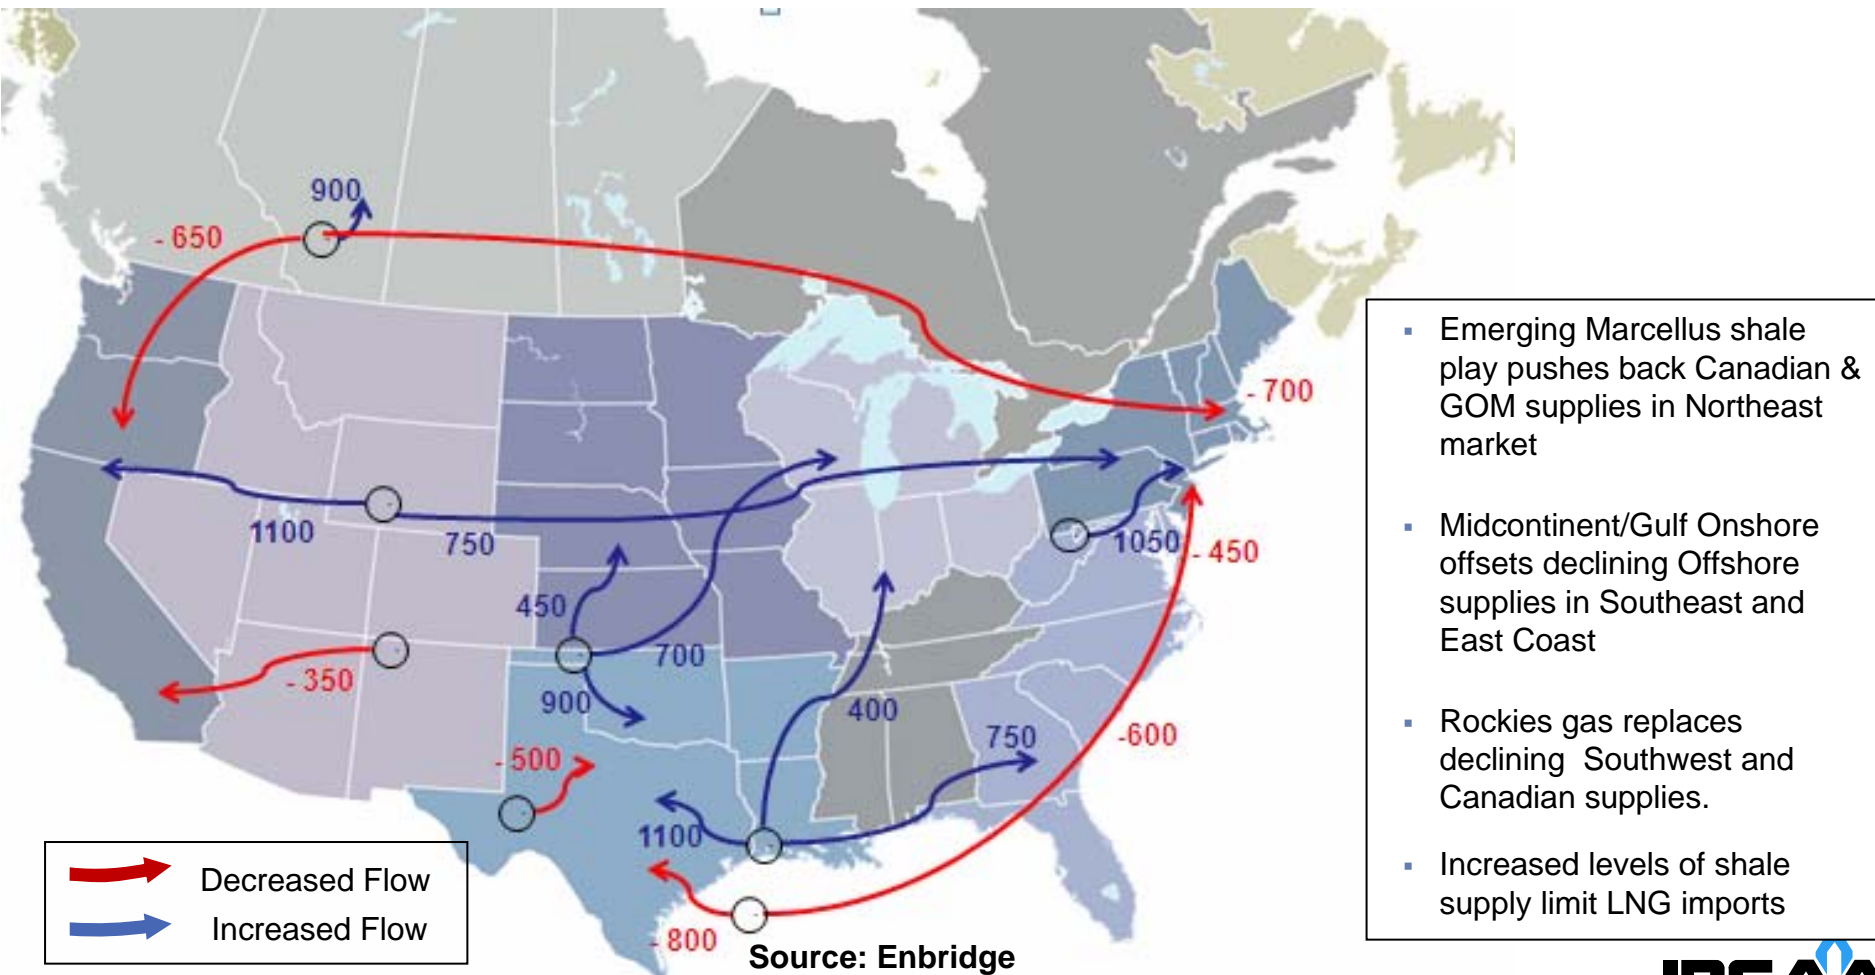 900
- 650
- 700
1100
750
1050
- 450
450
700
- 350
900
400
750
-600
- 500
1100
- 800
Decreased Flow
Increased Flow
Source: Enbridge
▪ Emerging Marcellus shale
play pushes back Canadian &
GOM supplies in Northeast
market
▪ Midcontinent/Gulf Onshore
offsets declining Offshore
supplies in Southeast and
East Coast
▪ Rockies gas replaces
declining Southwest and
Canadian supplies.
▪ Increased levels of shale
supply limit LNG imports